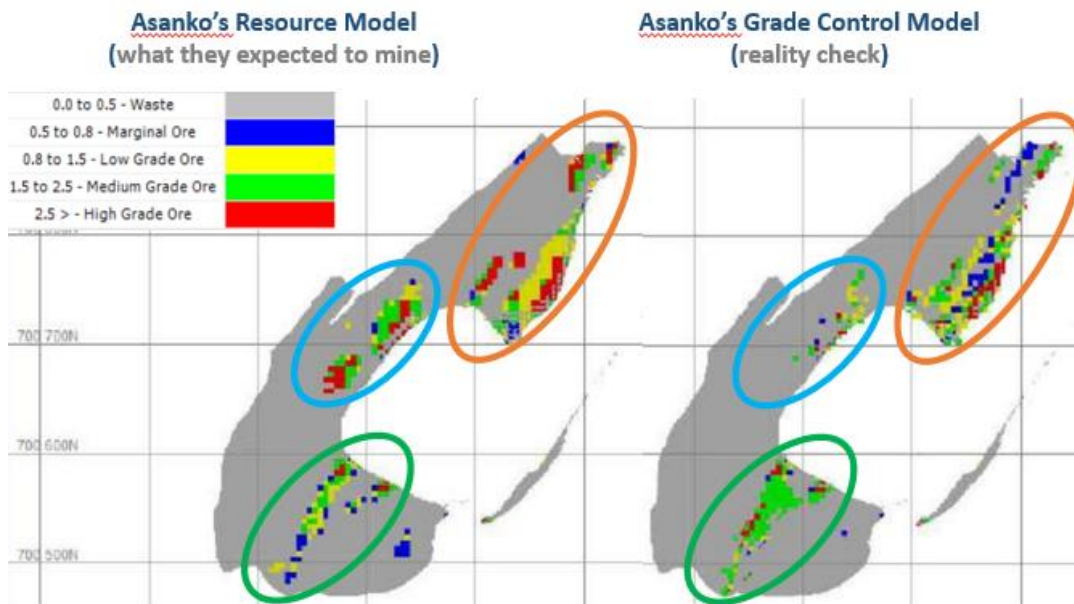 Asanko's Resource Model
(what they expected to mine)
Asanko's Grade Control Model
(reality check)
0.0 to 0.5 - Waste
0.5 to 0.8 - Marginal Ore
0.8 to 1.5 - Low Grade Ore
1.5 to 2.5 - Medium Grade Ore
2.5 > - High Grade Ore
700,700N
700,600N
700,500N